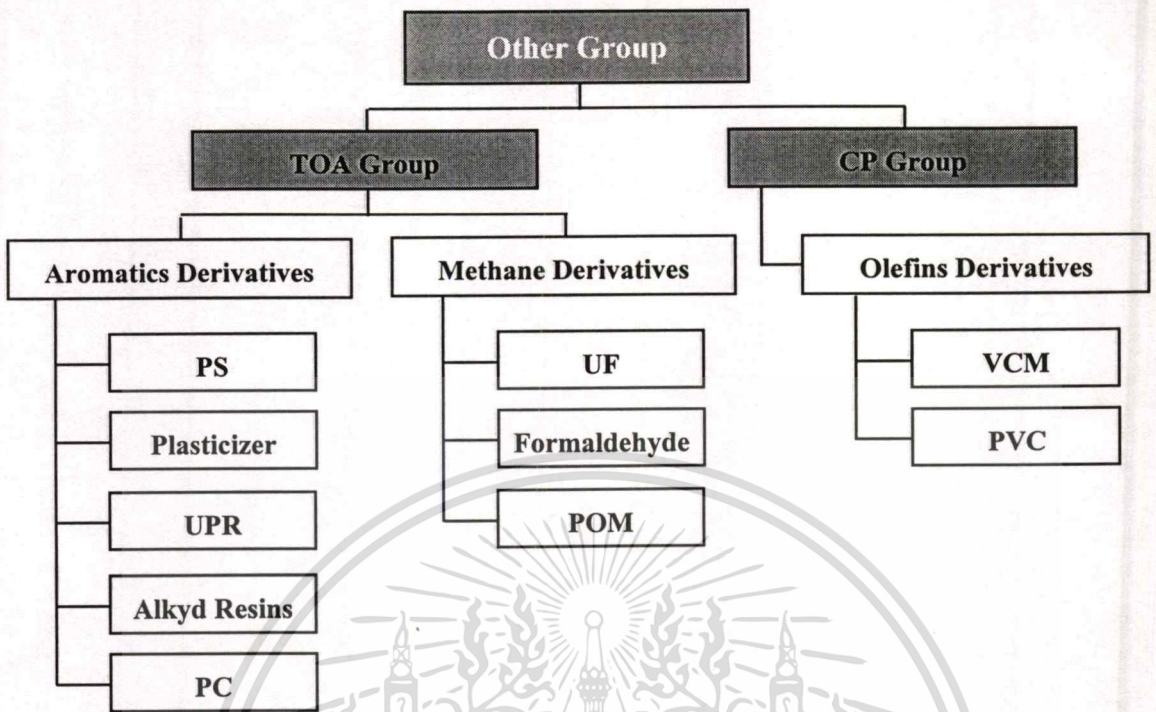 Other Group
TOA Group
CP Group
Aromatics Derivatives
Methane Derivatives
Olefins Derivatives
PS
Plasticizer
UPR
Alkyd Resins
PC
UF
Formaldehyde
POM
VCM
PVC